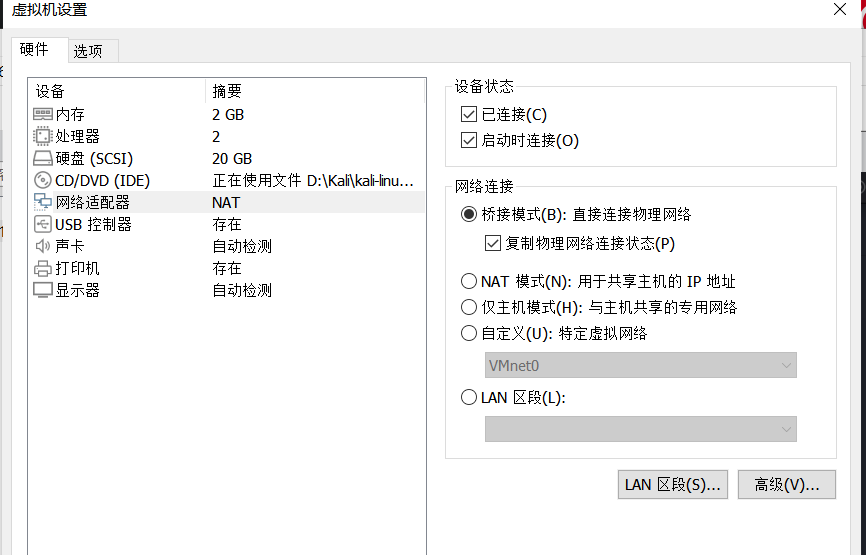 虚拟机设置
硬件 选项
设备 摘要
内存 2 GB
处理器 2
硬盘 (SCSI) 20 GB
CD/DVD (IDE) 正在使用文件 D:\Kali\kali-linu...
网络适配器 NAT
USB 控制器 存在
声卡 自动检测
打印机 存在
显示器 自动检测
设备状态
已连接(C)
启动时连接(O)
网络连接
桥接模式(B): 直接连接物理网络
复制物理网络连接状态(P)
NAT 模式(N): 用于共享主机的 IP 地址
仅主机模式(H): 与主机共享的专用网络
自定义(U): 特定虚拟网络
VMnet0
LAN 区段(L):
LAN 区段(S)... 高级(V)...